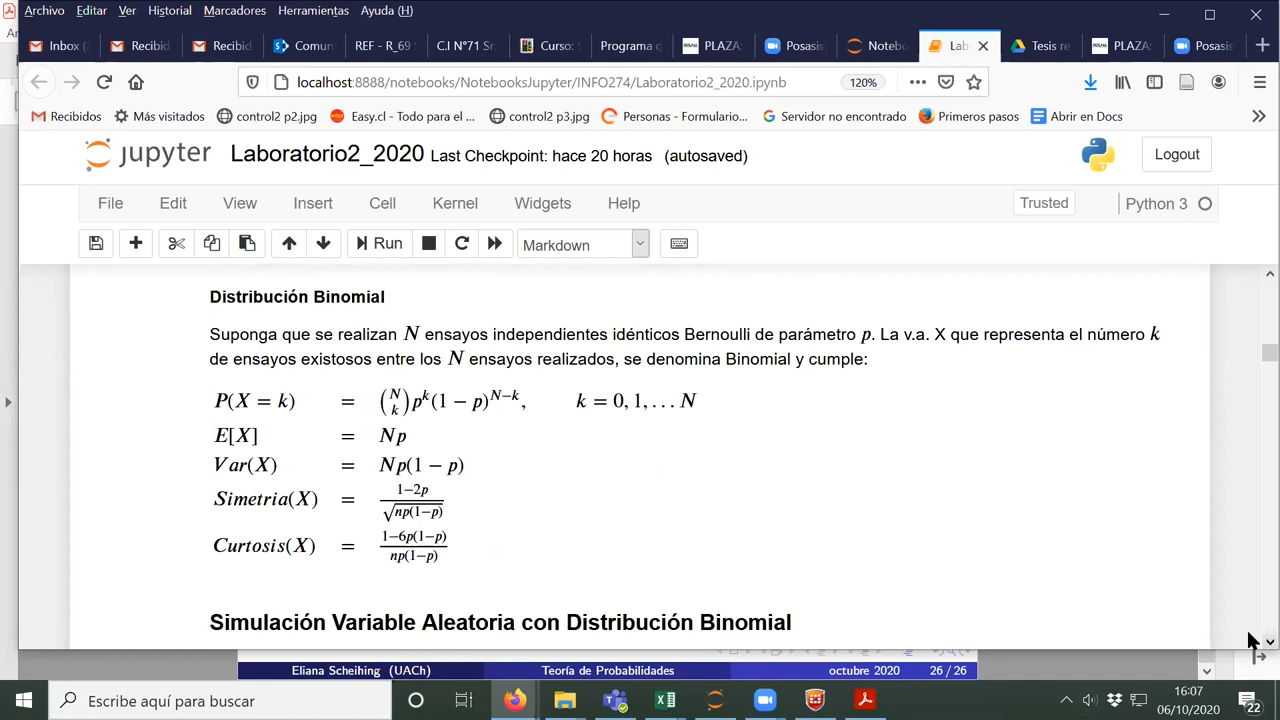 Archivo Editar Ver Historial Marcadores Herramientas Ayuda (H)
Inbox ( Recibid Recibid Comun REF - R_69 C.I N°71 Sr. Curso: Programa c PLAZA: Posasis Notebo Lab Tesis re PLAZA: Posasis
localhost:8888/notebooks/NotebooksJupyter/INFO274/Laboratorio2_2020.ipynb 120%
Recibidos Más visitados control2 p2.jpg Easy.cl - Todo para el ... control2 p3.jpg Personas - Formulario... Servidor no encontrado Primeros pasos Abrir en Docs
jupyter Laboratorio2_2020 Last Checkpoint: hace 20 horas (autosaved) Logout
File Edit View Insert Cell Kernel Widgets Help Trusted Python 3
Run Markdown
Distribución Binomial
Suponga que se realizan N ensayos independientes idénticos Bernoulli de parámetro p. La v.a. X que representa el número k
de ensayos existosos entre los N ensayos realizados, se denomina Binomial y cumple:
P(X = k) = (N k) p^k (1 − p)^{N−k}, k = 0, 1, . . . N
E[X] = Np
Var(X) = Np(1 − p)
Simetria(X) = 1−2p / √np(1−p)
Curtosis(X) = 1−6p(1−p) / np(1−p)
Simulación Variable Aleatoria con Distribución Binomial
Eliana Scheihing (UACh) Teoría de Probabilidades octubre 2020 26 / 26
Escribe aquí para buscar
16:07
06/10/2020
22